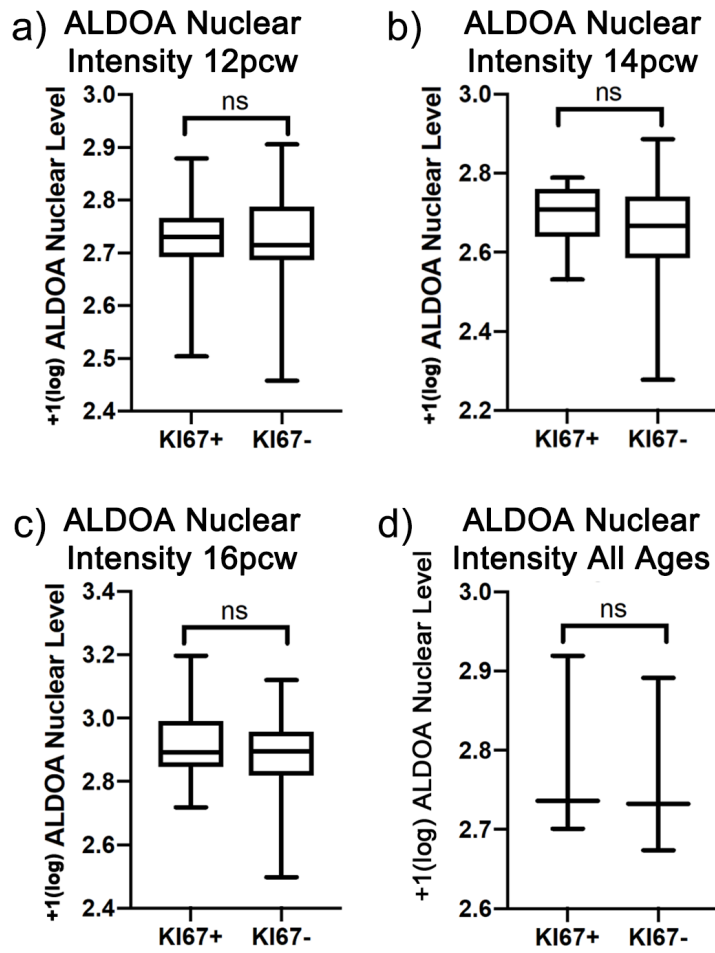 a) ALDOA Nuclear
Intensity 12pcw
+1(log) ALDOA Nuclear Level
3.0
2.9
2.8
2.7
2.6
2.5
2.4
ns
KI67+ KI67-
b) ALDOA Nuclear
Intensity 14pcw
+1(log) ALDOA Nuclear Level
3.0
2.8
2.6
2.4
2.2
ns
KI67+ KI67-
c) ALDOA Nuclear
Intensity 16pcw
+1(log) ALDOA Nuclear Level
3.4
3.2
3.0
2.8
2.6
2.4
ns
KI67+ KI67-
d) ALDOA Nuclear
Intensity All Ages
+1(log) ALDOA Nuclear Level
3.0
2.9
2.8
2.7
2.6
ns
KI67+ KI67-